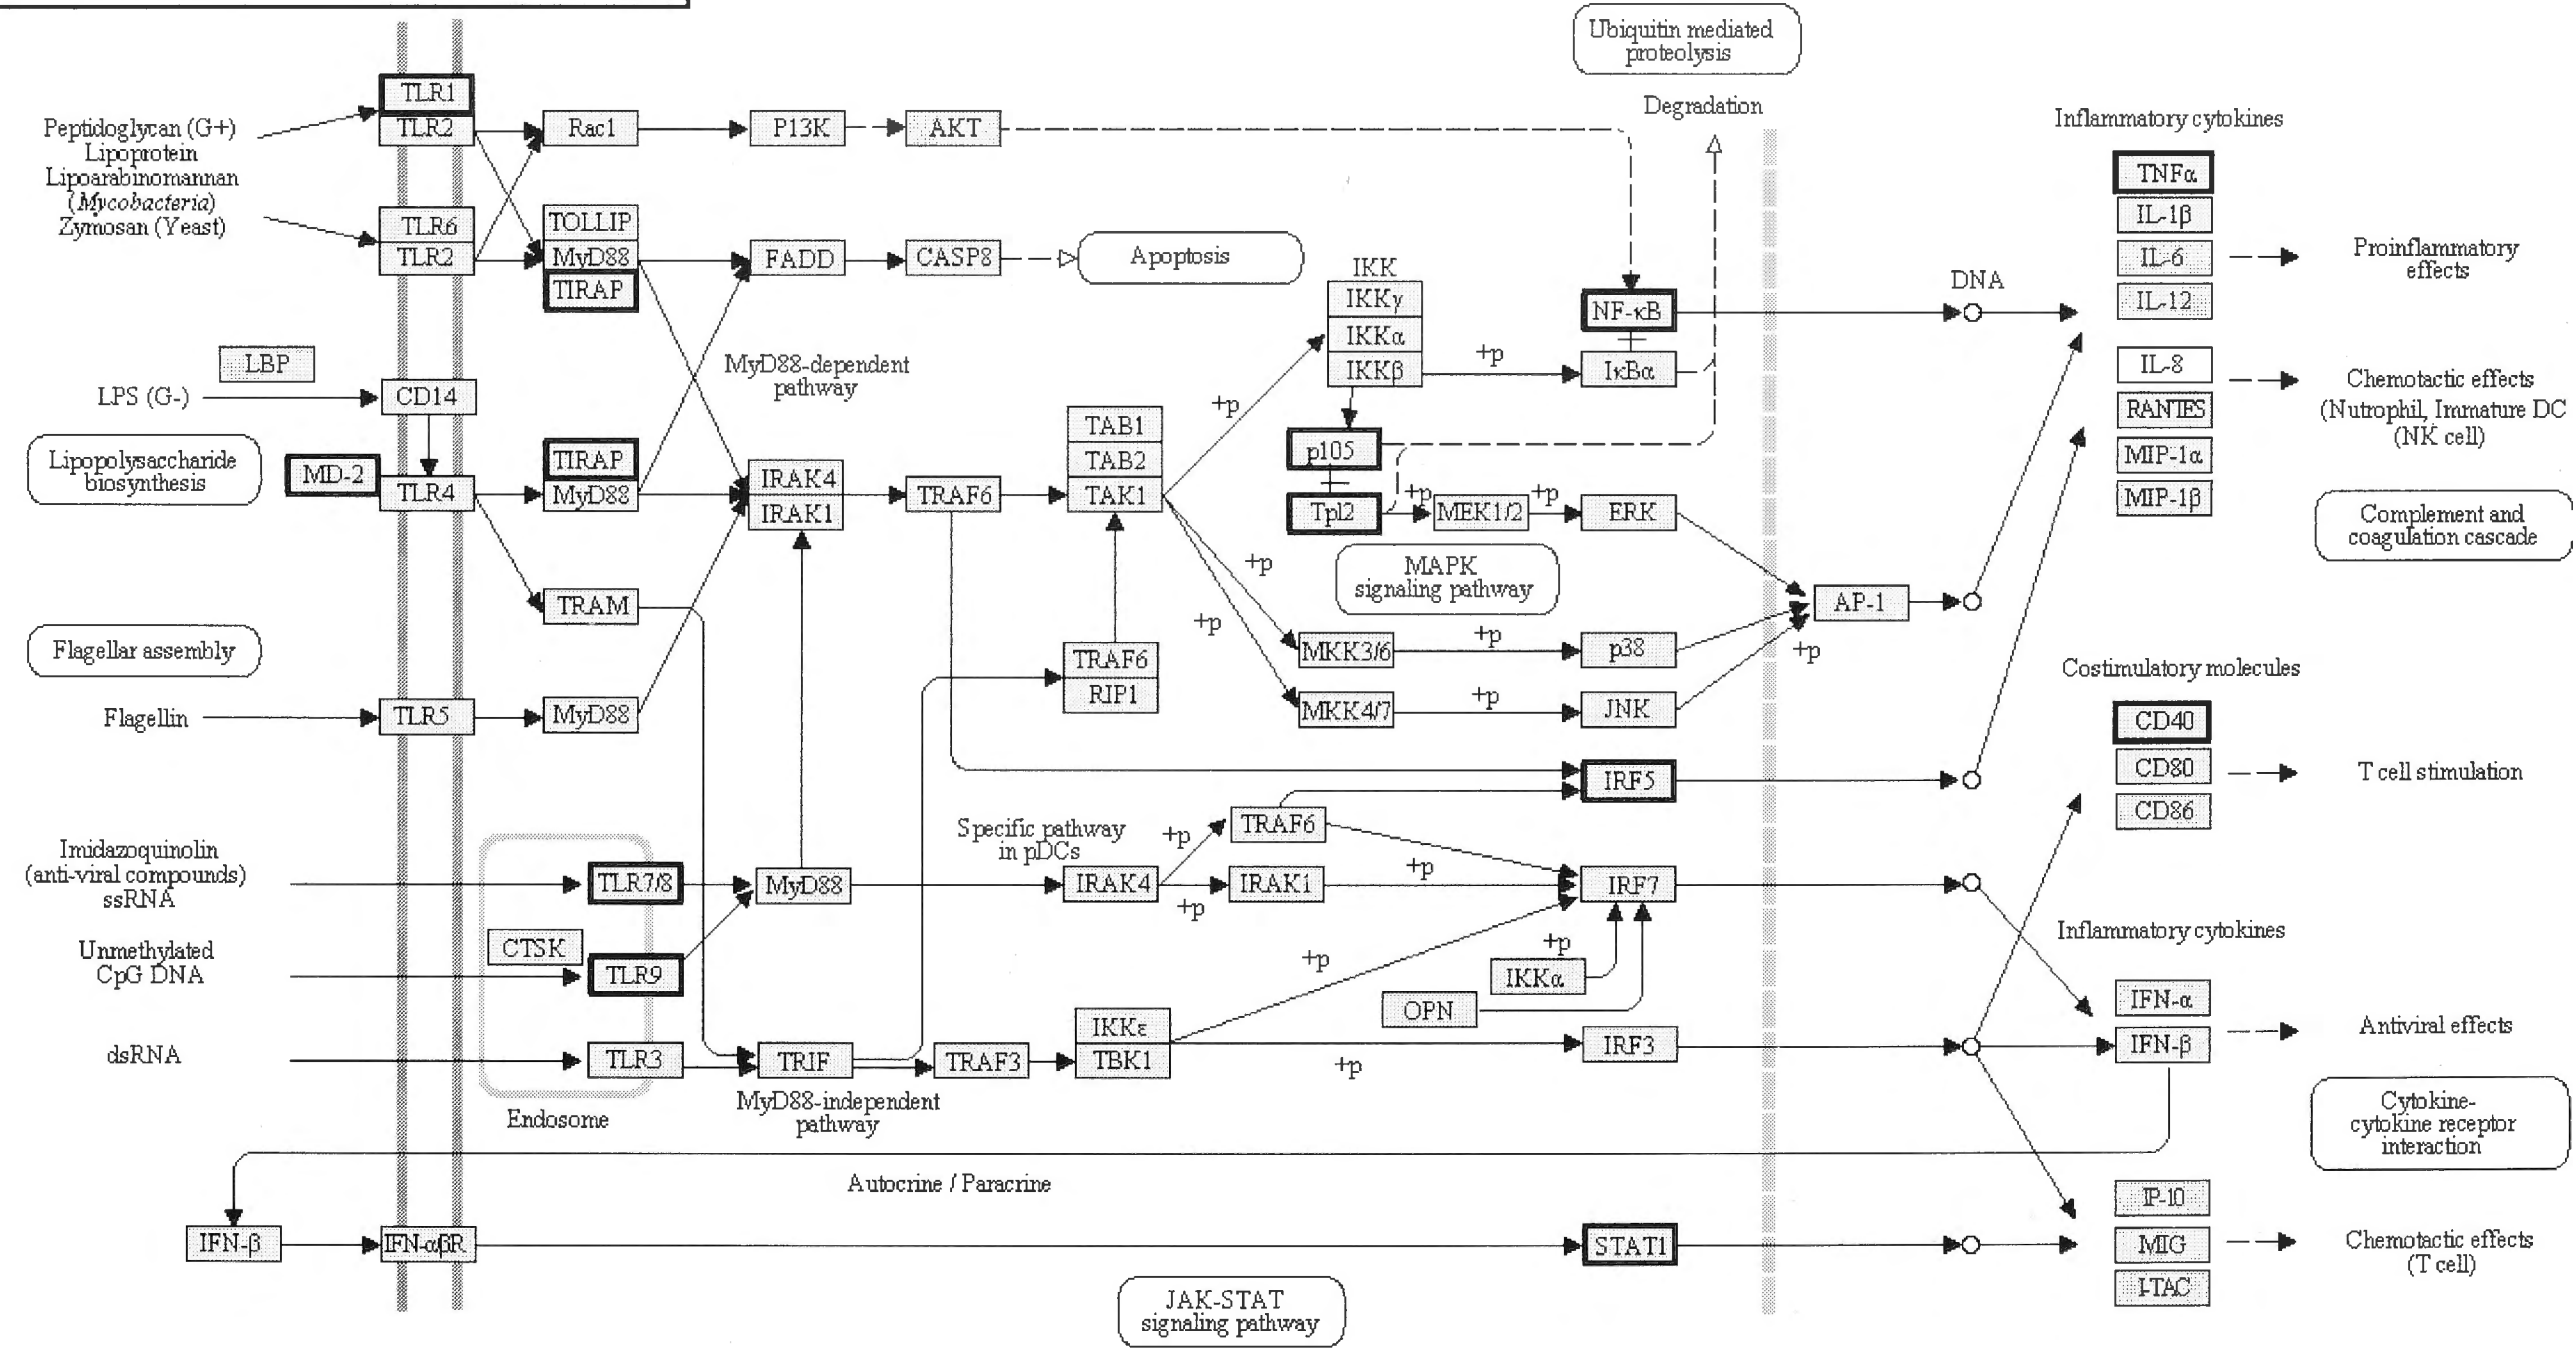 Ubiquitin mediated
proteolysis
Degradation
TLR1
Peptidoglycan (G+)
Lipoprotein
Lipoarabinomannan
(Mycobacteria)
Zymosan (Yeast)
TLR2
Rac1
P13K
AKT
Inflammatory cytokines
TNFα
IL-1β
IL-6
IL-12
Proinflammatory
effects
TLR6
TLR2
TOLLIP
MyD88
TIRAP
FADD
CASP8
Apoptosis
IKK
IKKγ
IKKα
IKKβ
+p
NF-κB
IκBα
DNA
LBP
LPS (G-)
CD14
MyD88-dependent
pathway
+p
IL-8
RANTES
MIP-1α
MIP-1β
Chemotactic effects
(Nutrophil, Immature DC
(NK cell)
Lipopolysaccharide
biosynthesis
MD-2
TLR4
TIRAP
MyD88
IRAK4
IRAK1
TRAF6
TAB1
TAB2
TAK1
p105
Tpl2
+p
MEK1/2
+p
ERK
Complement and
coagulation cascade
MAPK
signaling pathway
+p
+p
AP-1
TRAM
Flagellar assembly
TRAF6
RIP1
MKK3/6
+p
p38
+p
Flagellin
TLR5
MyD88
MKK4/7
+p
JNK
Costimulatory molecules
CD40
CD80
CD86
T cell stimulation
IRF5
Imidazoquinolin
(anti-viral compounds)
ssRNA
TLR7/8
MyD88
Specific pathway
in pDCs
+p
TRAF6
IRAK4
+p
IRAK1
+p
IRF7
Unmethylated
CpG DNA
CTSK
TLR9
+p
+p
IKKα
OPN
Inflammatory cytokines
IFN-α
IFN-β
Antiviral effects
dsRNA
TLR3
TRIF
TRAF3
IKKε
TBK1
+p
IRF3
Endosome
MyD88-independent
pathway
Cytokine-
cytokine receptor
interaction
Autocrine / Paracrine
IFN-β
IFN-αβR
STAT1
IP-10
MIG
I-TAC
Chemotactic effects
(T cell)
JAK-STAT
signaling pathway